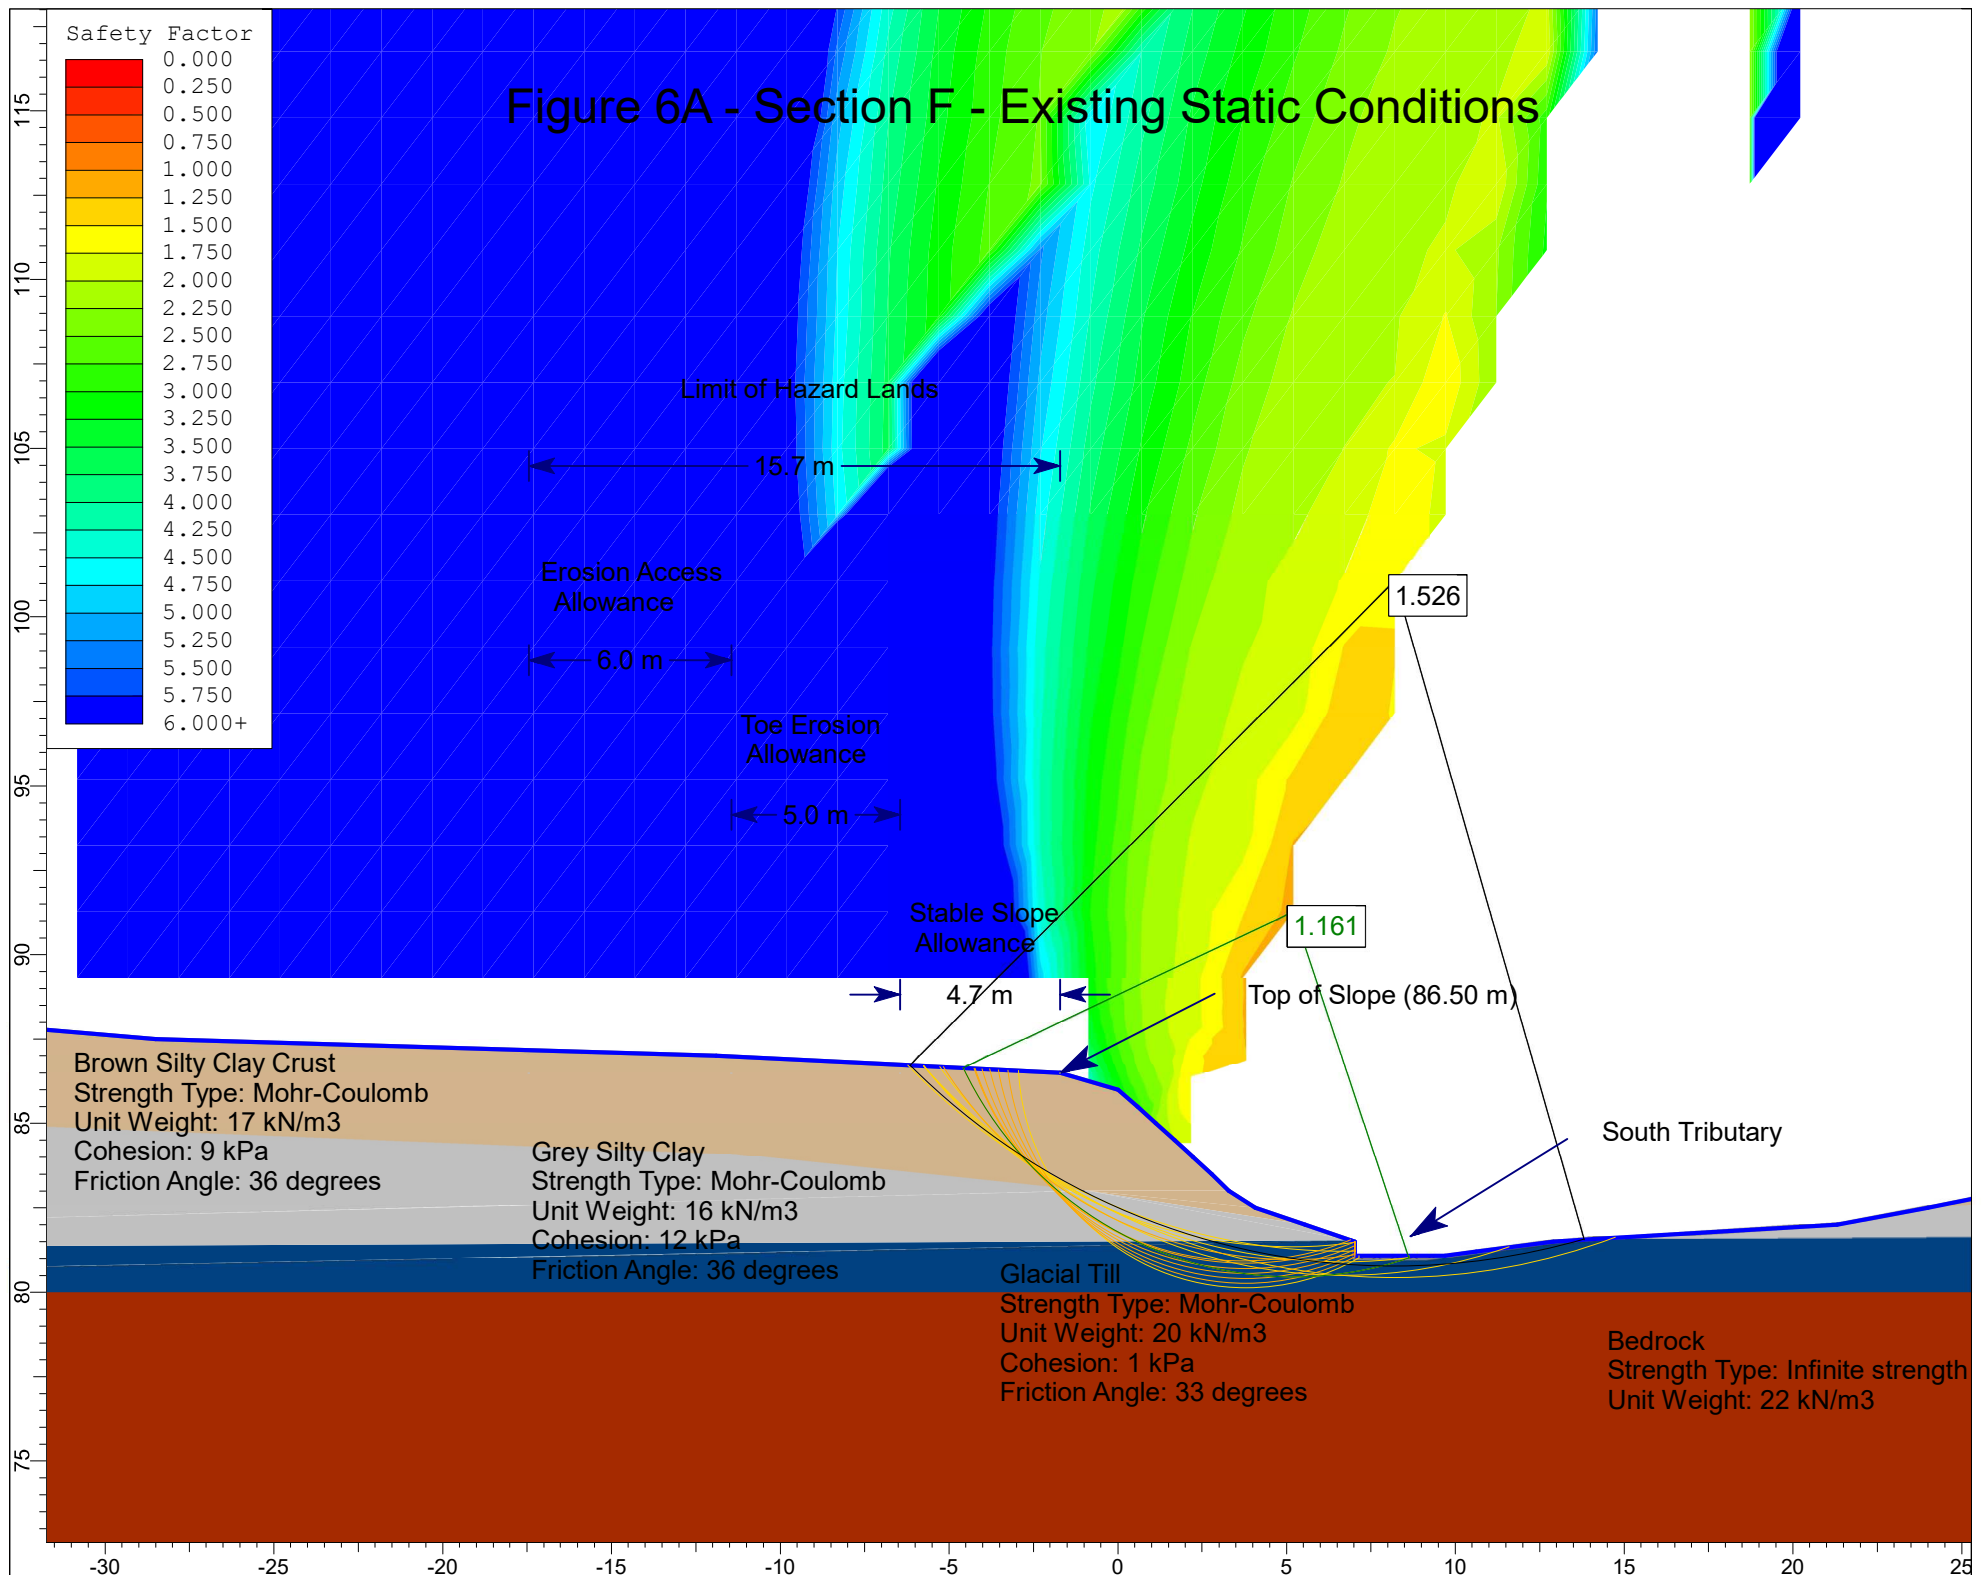 Safety Factor
0.000
0.250
0.500
0.750
1.000
1.250
1.500
1.750
2.000
2.250
2.500
2.750
3.000
3.250
3.500
3.750
4.000
4.250
4.500
4.750
5.000
5.250
5.500
5.750
6.000+
Figure 6A - Section F - Existing Static Conditions
Limit of Hazard Lands
15.7 m
Erosion Access
Allowance
6.0 m
Toe Erosion
Allowance
5.0 m
Stable Slope
Allowance
4.7 m
1.526
1.161
Top of Slope (86.50 m)
South Tributary
Brown Silty Clay Crust
Strength Type: Mohr-Coulomb
Unit Weight: 17 kN/m3
Cohesion: 9 kPa
Friction Angle: 36 degrees
Grey Silty Clay
Strength Type: Mohr-Coulomb
Unit Weight: 16 kN/m3
Cohesion: 12 kPa
Friction Angle: 36 degrees
Glacial Till
Strength Type: Mohr-Coulomb
Unit Weight: 20 kN/m3
Cohesion: 1 kPa
Friction Angle: 33 degrees
Bedrock
Strength Type: Infinite strength
Unit Weight: 22 kN/m3
115
110
105
100
95
90
85
80
75
-30
-25
-20
-15
-10
-5
0
5
10
15
20
25